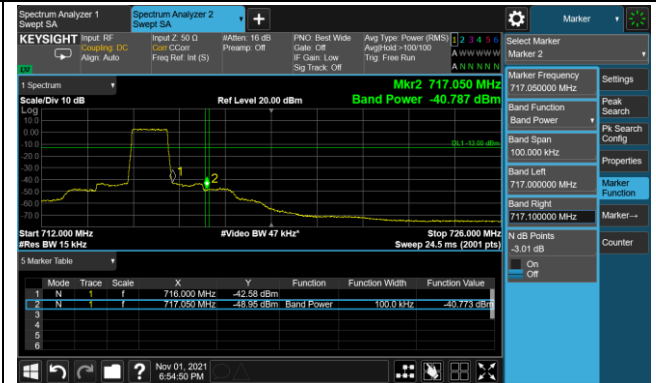 Spectrum Analyzer 1
Swept SA
Spectrum Analyzer 2
Swept SA
+
Marker
KEYSIGHT
Input: RF
Coupling: DC
Align: Auto
Input Z: 50 Ω
Corr CCorr
Freq Ref: Int (S)
#Atten: 16 dB
Preamp: Off
PNO: Best Wide
Gate: Off
IF Gain: Low
Sig Track: Off
Avg Type: Power (RMS)
Avg|Hold:>100/100
Trig: Free Run
1 2 3 4 5 6
A W W W W W
A N N N N N
LV
Select Marker
Marker 2
1 Spectrum
Mkr2 717.050 MHz
Scale/Div 10 dB
Ref Level 20.00 dBm
Band Power -40.787 dBm
Log
10.0
0.00
-10.0
-20.0
-30.0
-40.0
-50.0
-60.0
-70.0
DL1 -13.00 dBm
1
2
Start 712.000 MHz
#Video BW 47 kHz*
Stop 726.000 MHz
#Res BW 15 kHz
Sweep 24.5 ms (2001 pts)
5 Marker Table
Mode Trace Scale X Y Function Function Width Function Value
1 N 1 f 716.000 MHz -42.58 dBm
2 N 1 f 717.050 MHz -48.95 dBm Band Power 100.0 kHz -40.773 dBm
3
4
5
6
Marker Frequency
717.050000 MHz
Band Function
Band Power
Band Span
100.000 kHz
Band Left
717.000000 MHz
Band Right
717.100000 MHz
N dB Points
-3.01 dB
On
Off
Settings
Peak
Search
Pk Search
Config
Properties
Marker
Function
Marker→
Counter
?
Nov 01, 2021
6:54:50 PM